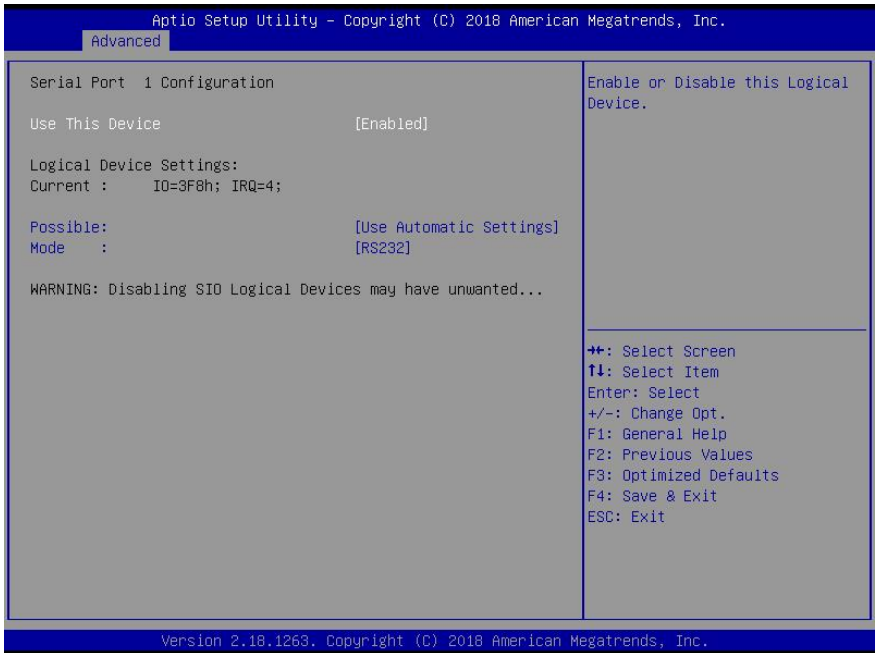 Aptio Setup Utility – Copyright (C) 2018 American Megatrends, Inc.
Advanced
Serial Port 1 Configuration
Use This Device [Enabled]
Logical Device Settings:
Current : IO=3F8h; IRQ=4;
Possible: [Use Automatic Settings]
Mode : [RS232]
WARNING: Disabling SIO Logical Devices may have unwanted...
Enable or Disable this Logical
Device.
→←: Select Screen
↑↓: Select Item
Enter: Select
+/-: Change Opt.
F1: General Help
F2: Previous Values
F3: Optimized Defaults
F4: Save & Exit
ESC: Exit
Version 2.18.1263. Copyright (C) 2018 American Megatrends, Inc.